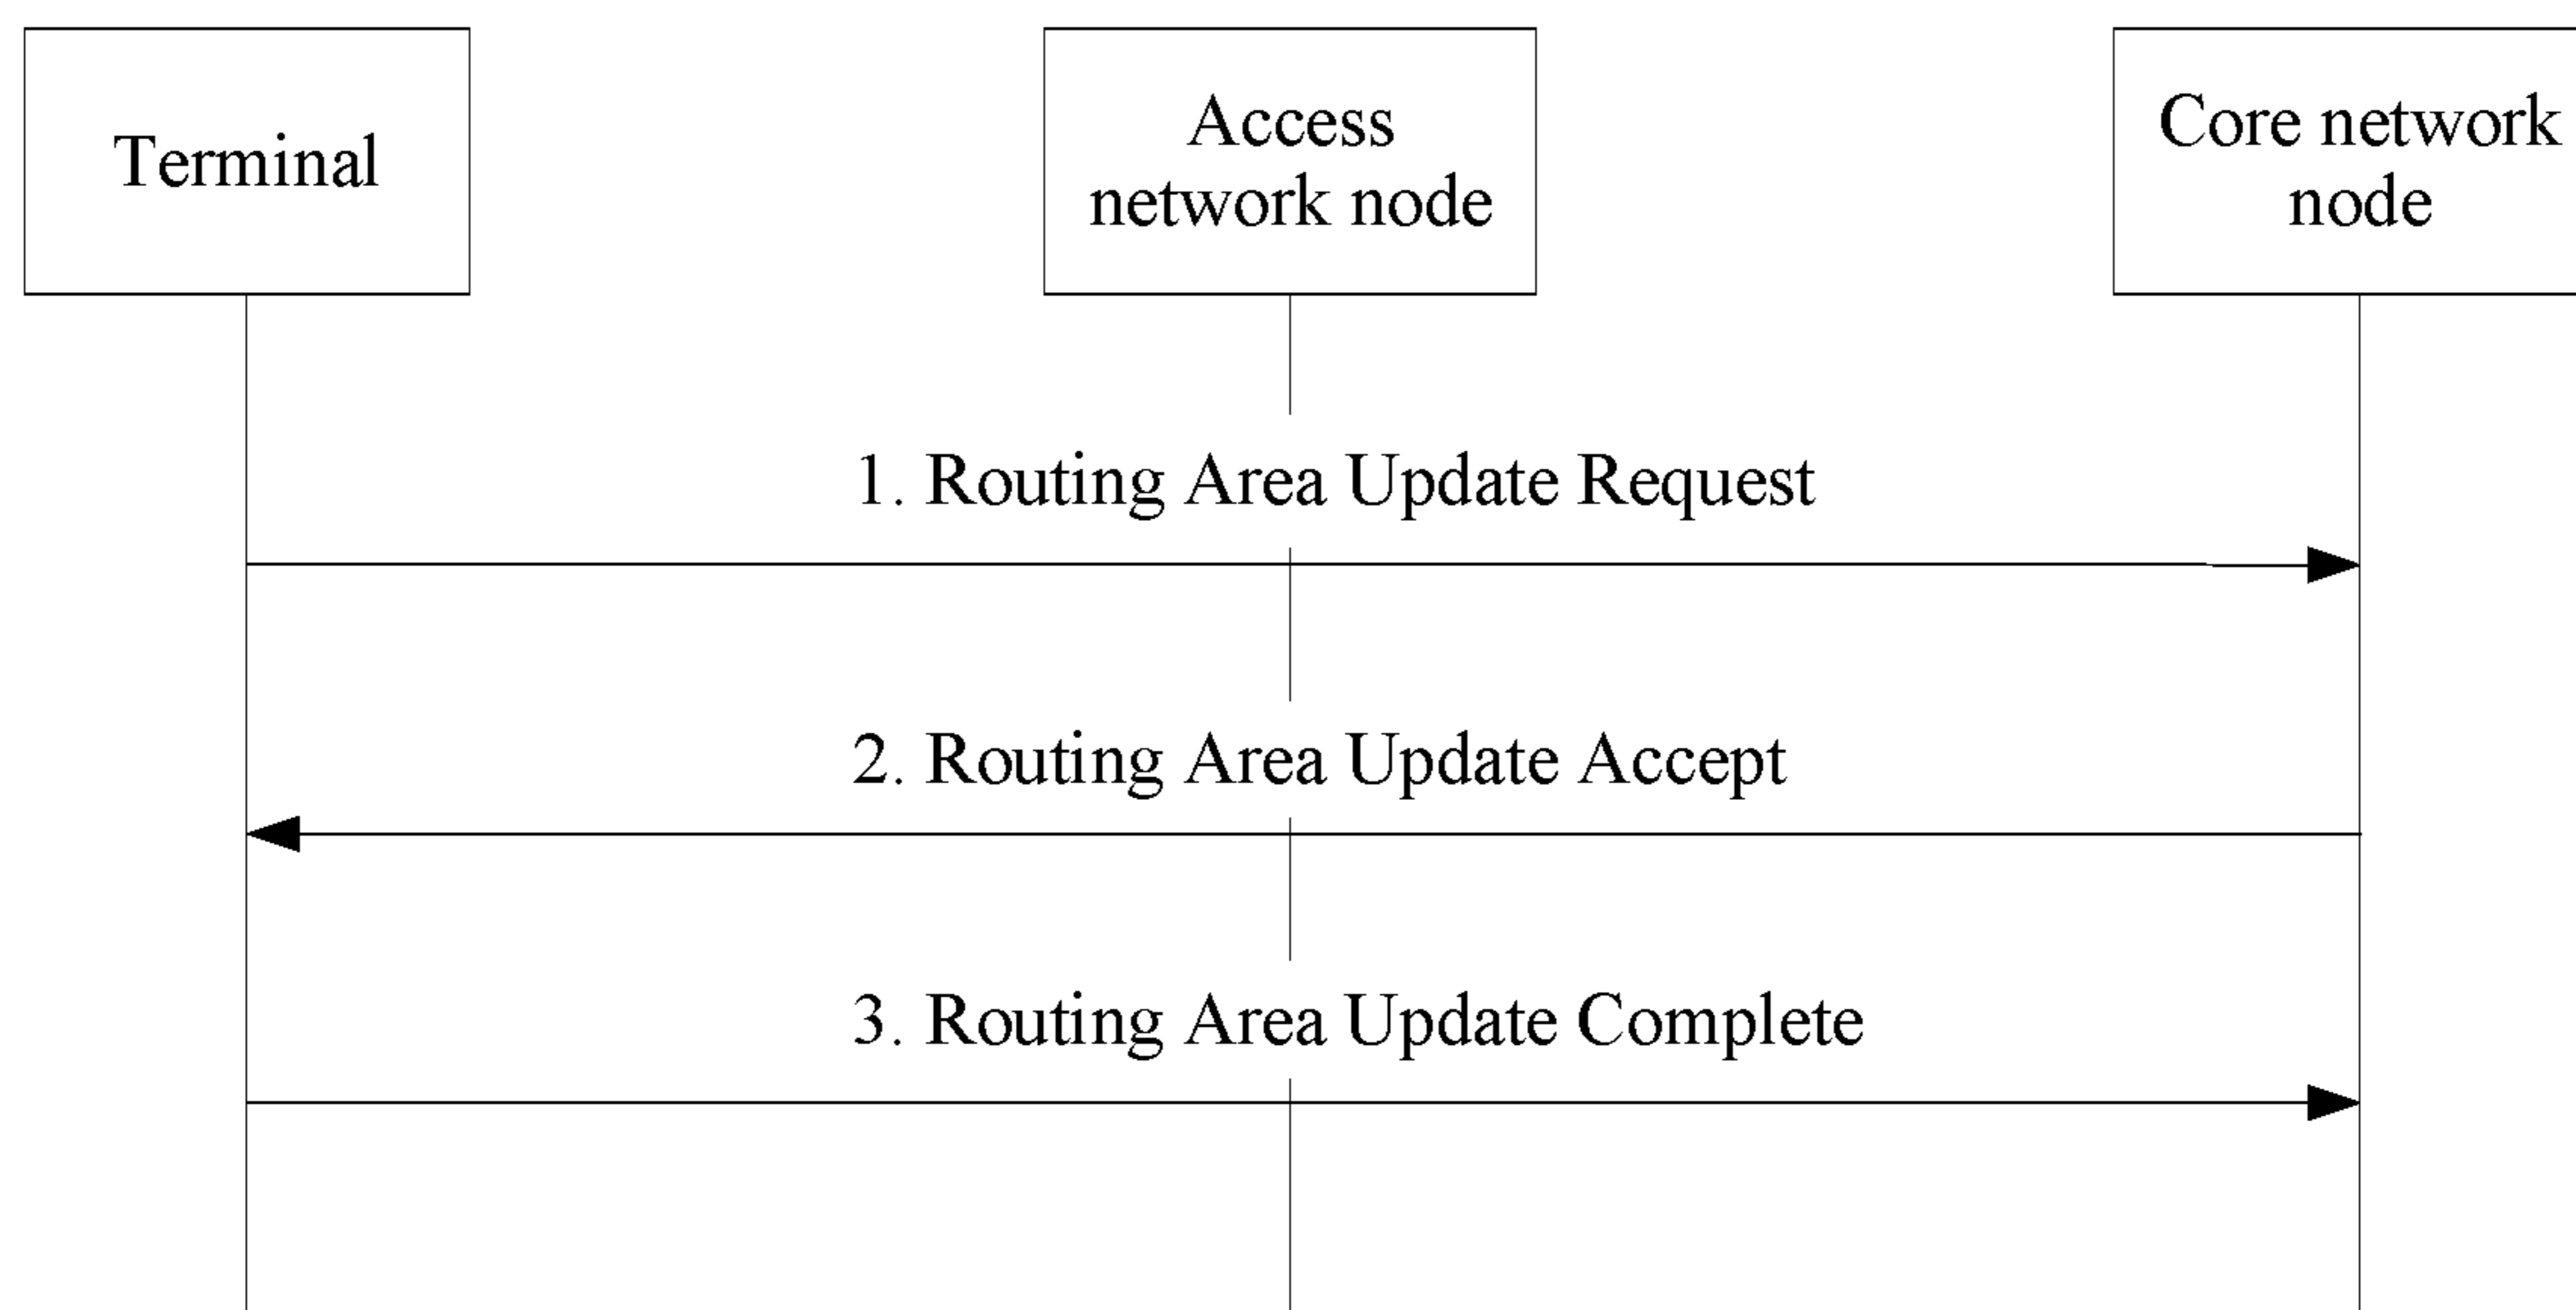 Terminal
Access
network node
Core network
node
1. Routing Area Update Request
2. Routing Area Update Accept
3. Routing Area Update Complete